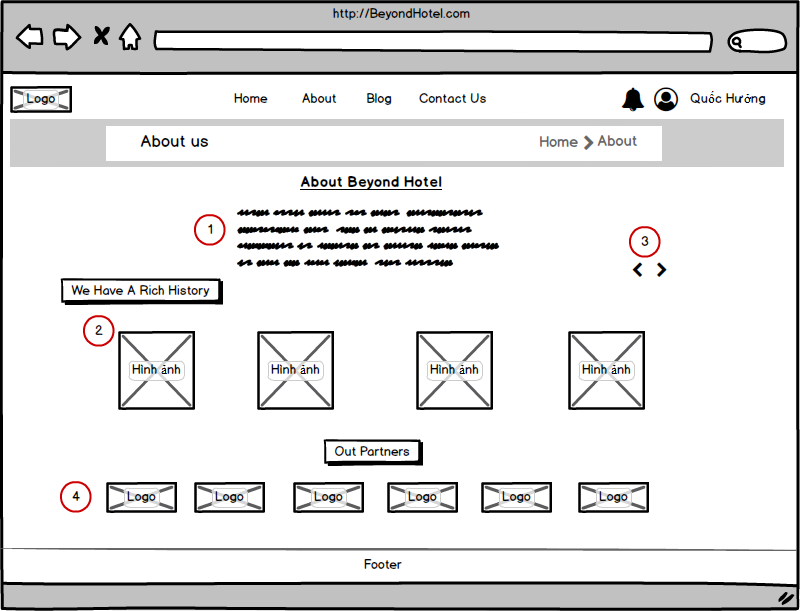 http://BeyondHotel.com
Logo Home About Blog Contact Us Quốc Hưởng
About us Home About
About Beyond Hotel
1
3
We Have A Rich History
2
Hình ảnh Hình ảnh Hình ảnh Hình ảnh
Out Partners
4 Logo Logo Logo Logo Logo Logo
Footer